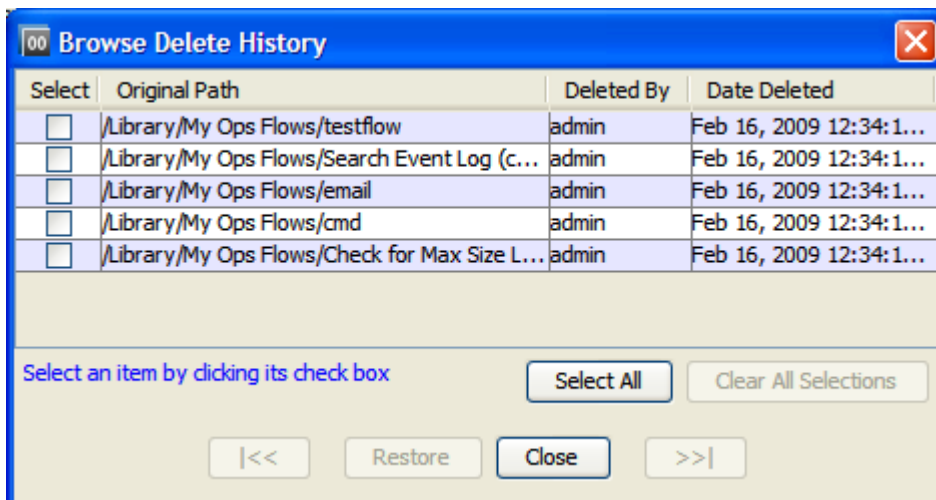 00 Browse Delete History
Select Original Path Deleted By Date Deleted
/Library/My Ops Flows/testflow admin Feb 16, 2009 12:34:1...
/Library/My Ops Flows/Search Event Log (c... admin Feb 16, 2009 12:34:1...
/Library/My Ops Flows/email admin Feb 16, 2009 12:34:1...
/Library/My Ops Flows/cmd admin Feb 16, 2009 12:34:1...
/Library/My Ops Flows/Check for Max Size L... admin Feb 16, 2009 12:34:1...
Select an item by clicking its check box Select All Clear All Selections
|<< Restore Close >>|